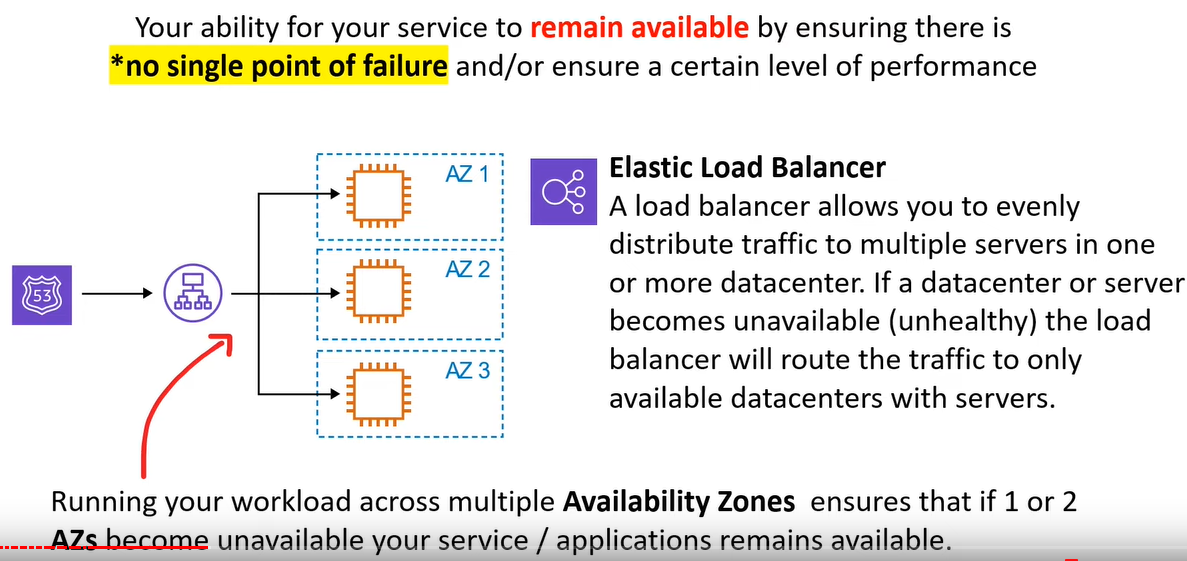 Your ability for your service to remain available by ensuring there is
*no single point of failure and/or ensure a certain level of performance
AZ 1
AZ 2
AZ 3
53
Elastic Load Balancer
A load balancer allows you to evenly
distribute traffic to multiple servers in one
or more datacenter. If a datacenter or server
becomes unavailable (unhealthy) the load
balancer will route the traffic to only
available datacenters with servers.
Running your workload across multiple Availability Zones ensures that if 1 or 2
AZs become unavailable your service / applications remains available.